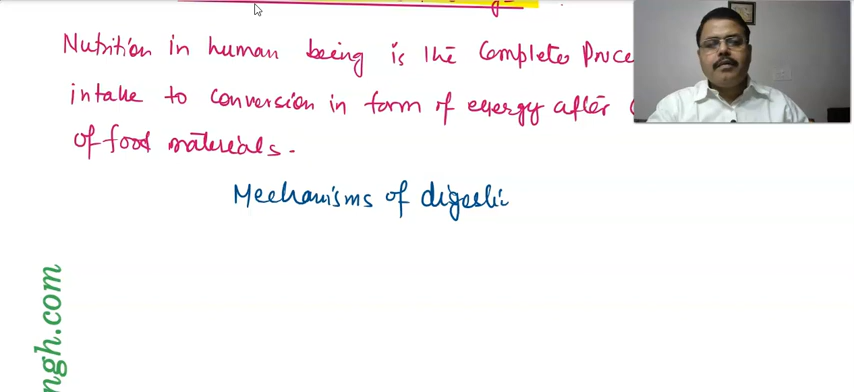 Nutrition in human being is the Complete
intake to conversion in form of energy after
of food materials.
Mechanisms of digesti
ngh.com